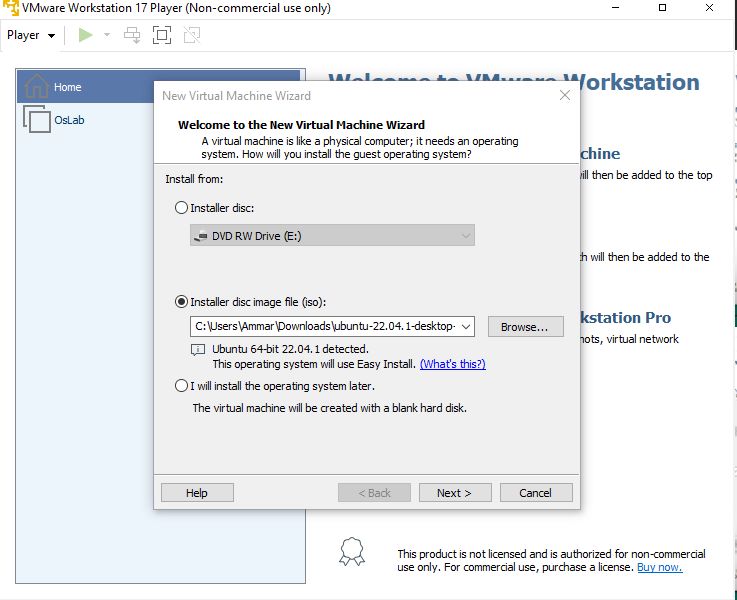 VMware Workstation 17 Player (Non-commercial use only)
Player
Home
OsLab
Welcome to VMware Workstation
New Virtual Machine Wizard
Welcome to the New Virtual Machine Wizard
A virtual machine is like a physical computer; it needs an operating
system. How will you install the guest operating system?
Install from:
Installer disc:
DVD RW Drive (E:)
Installer disc image file (iso):
C:\Users\Ammar\Downloads\ubuntu-22.04.1-desktop-
Browse...
Ubuntu 64-bit 22.04.1 detected.
This operating system will use Easy Install. (What's this?)
I will install the operating system later.
The virtual machine will be created with a blank hard disk.
Help
< Back
Next >
Cancel
chine
ill then be added to the top
ch will then be added to the
kstation Pro
hots, virtual network
This product is not licensed and is authorized for non-commercial
use only. For commercial use, purchase a license. Buy now.